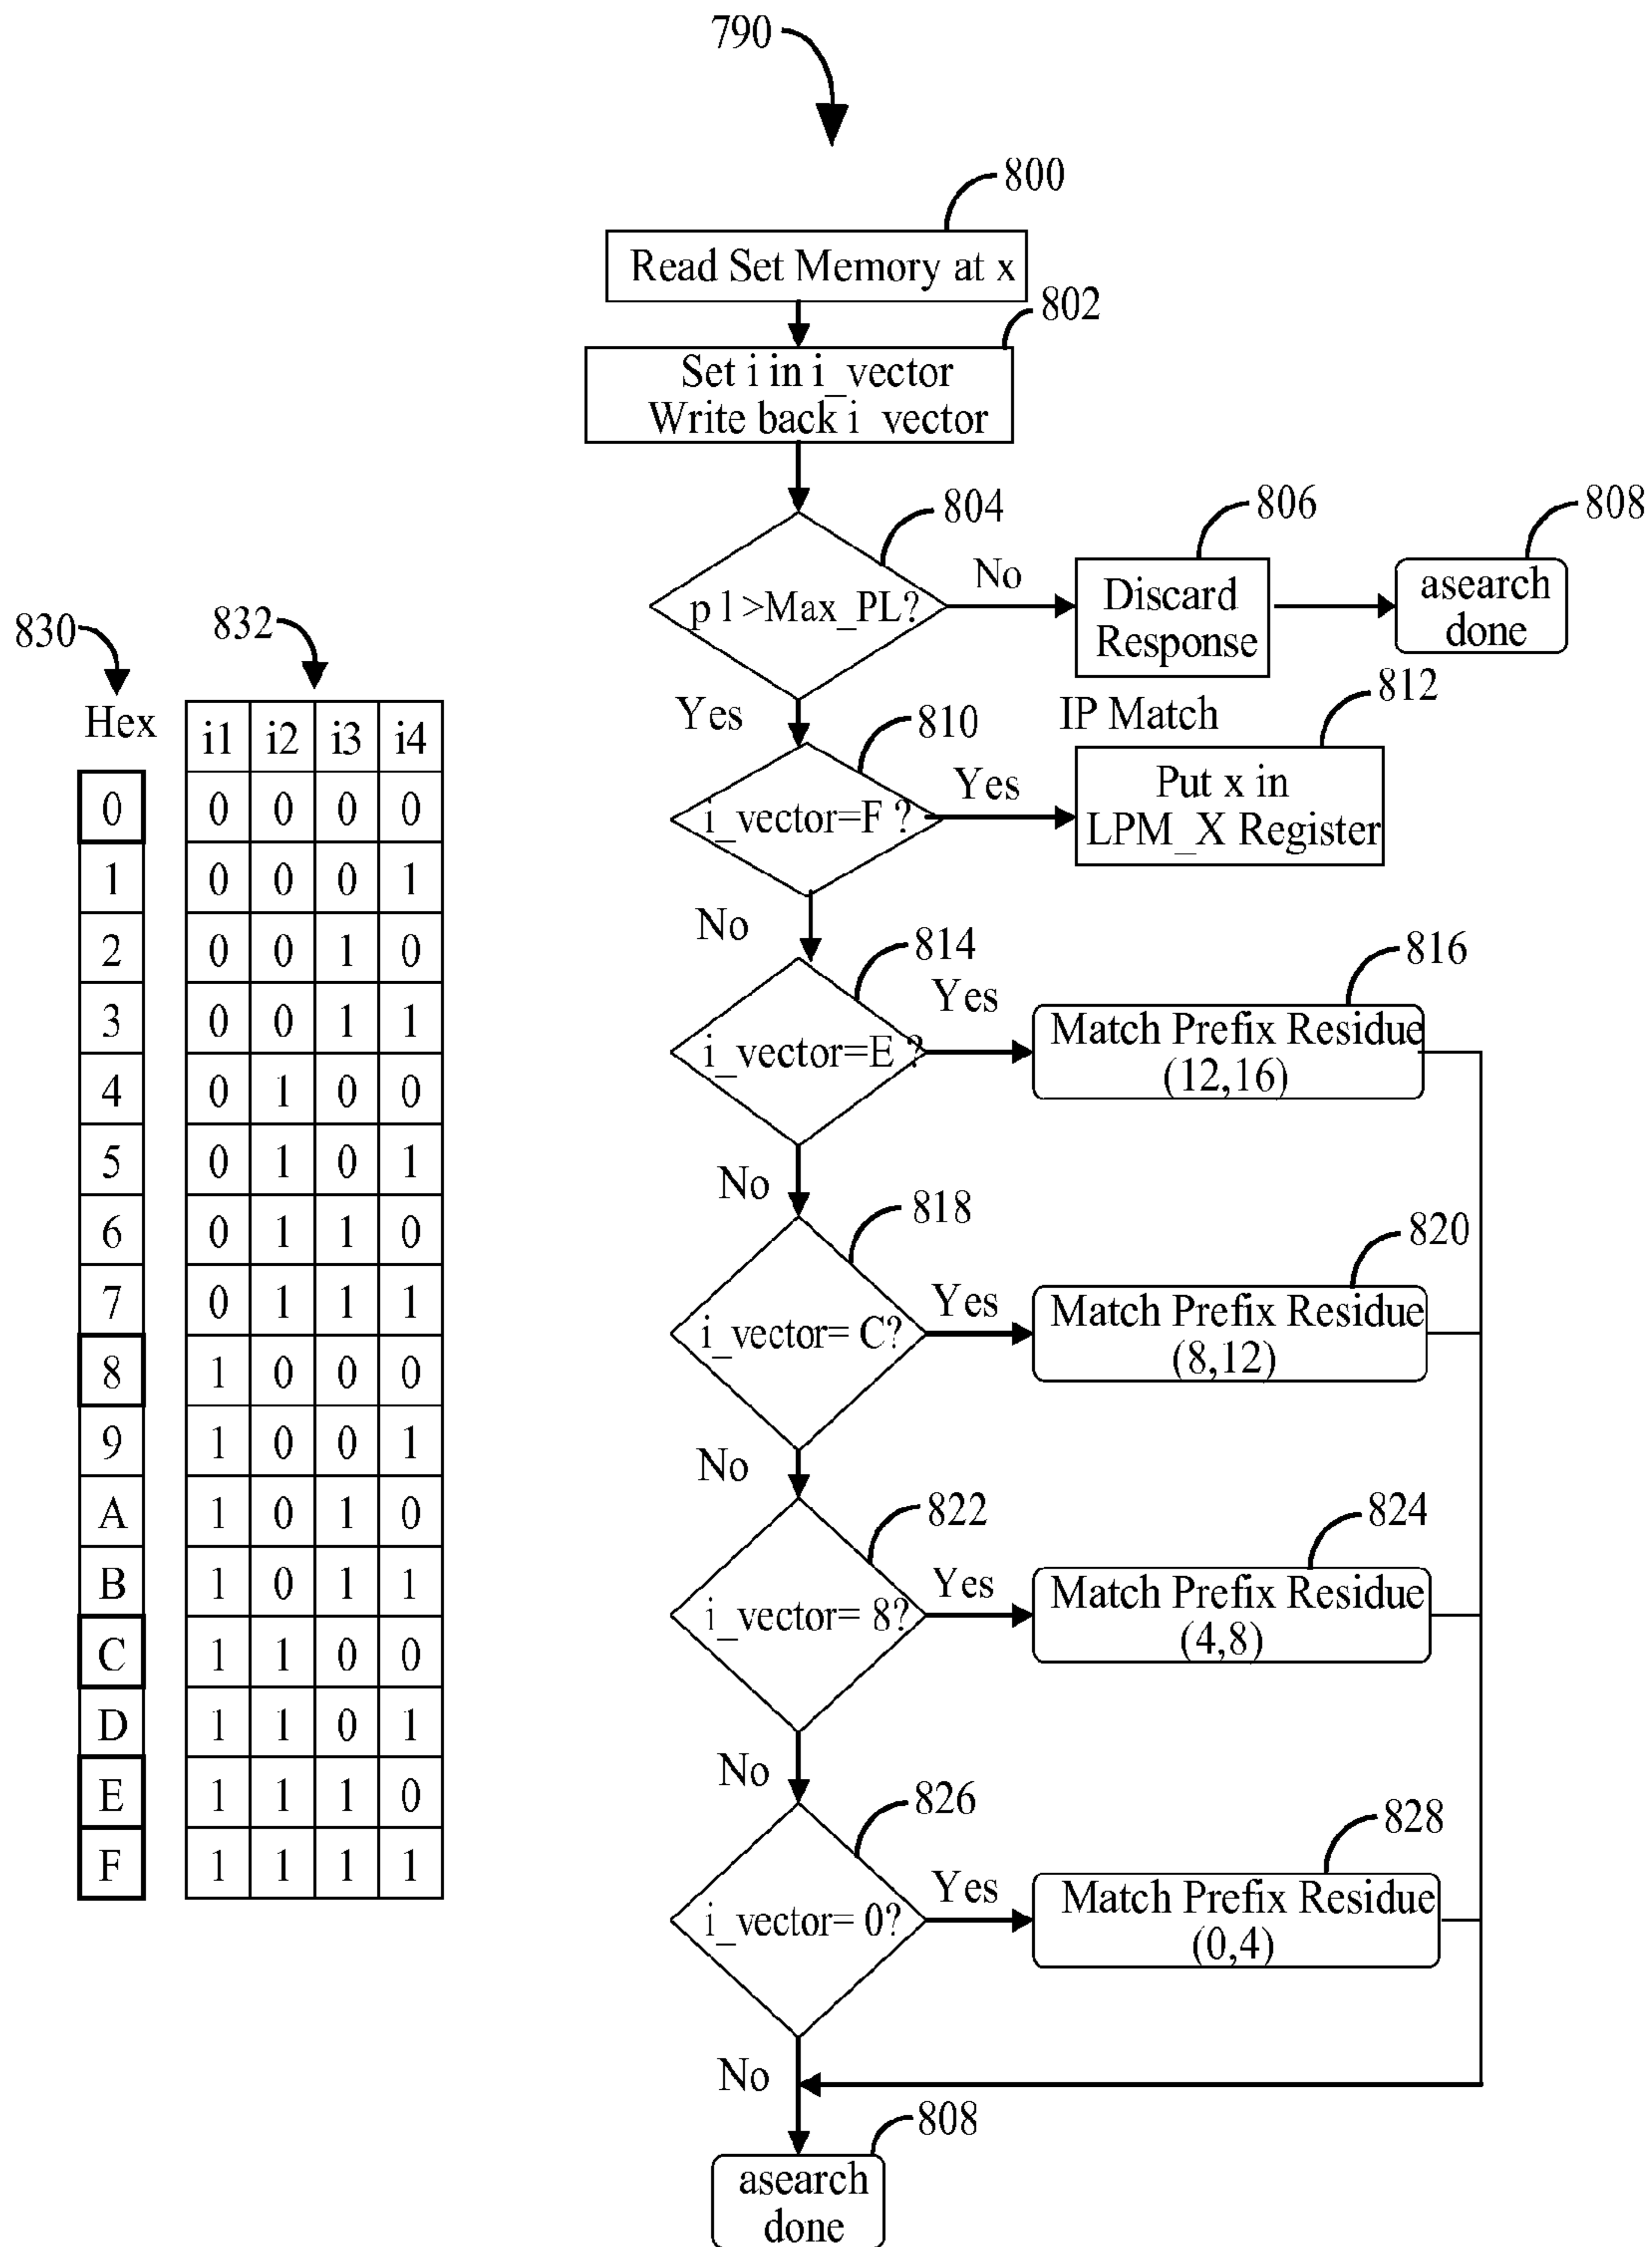 790
800
Read Set Memory at x
802
Set i in i_vector
Write back i vector
804
806
808
p l >Max_PL?
No
Discard
Response
asearch
done
Yes
810
IP Match
812
i_vector=F ?
Yes
Put x in
LPM_X Register
No
814
816
i_vector=E ?
Yes
Match Prefix Residue
(12,16)
No
818
820
i_vector= C?
Yes
Match Prefix Residue
(8,12)
No
822
824
i_vector= 8?
Yes
Match Prefix Residue
(4,8)
No
826
828
i_vector= 0?
Yes
Match Prefix Residue
(0,4)
No
808
asearch
done
830
832
Hex i1 i2 i3 i4
0 0 0 0 0
1 0 0 0 1
2 0 0 1 0
3 0 0 1 1
4 0 1 0 0
5 0 1 0 1
6 0 1 1 0
7 0 1 1 1
8 1 0 0 0
9 1 0 0 1
A 1 0 1 0
B 1 0 1 1
C 1 1 0 0
D 1 1 0 1
E 1 1 1 0
F 1 1 1 1